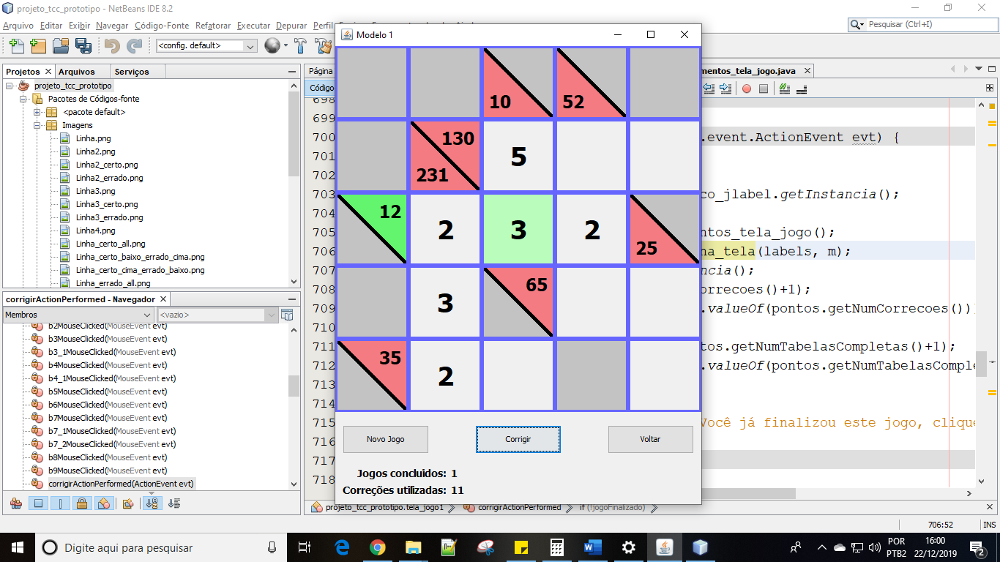 projeto_tcc_prototipo - NetBeans IDE 8.2
Arquivo Editar Exibir Navegar Código-Fonte Refatorar Executar Depurar Perfil
Pesquisar (Ctrl+I)
<config. default>
Projetos
Arquivos
Serviços
projeto_tcc_prototipo
Pacotes de Códigos-fonte
<pacote default>
Imagens
Linha.png
Linha2.png
Linha2_certo.png
Linha2_errado.png
Linha3.png
Linha3_certo.png
Linha3_errado.png
Linha4.png
Linha_certo_all.png
Linha_certo_baixo_errado_cima.png
Linha_certo_cima_errado_baixo.png
Linha_errado_all.png
corrigirActionPerformed - Navegador
Membros
<vazio>
b2MouseClicked(MouseEvent evt)
b3MouseClicked(MouseEvent evt)
b3_1MouseClicked(MouseEvent evt)
b4MouseClicked(MouseEvent evt)
b4_1MouseClicked(MouseEvent evt)
b5MouseClicked(MouseEvent evt)
b6MouseClicked(MouseEvent evt)
b7MouseClicked(MouseEvent evt)
b7_1MouseClicked(MouseEvent evt)
b7_2MouseClicked(MouseEvent evt)
b8MouseClicked(MouseEvent evt)
b9MouseClicked(MouseEvent evt)
corrigirActionPerformed(ActionEvent evt)
Página
mentos_tela_jogo.java
Código
698
699
700 .event.ActionEvent evt) {
701
702
703 co_jlabel.getInstancia();
704
705 ntos_tela_jogo();
706 na_tela(labels, m);
707 ncia();
708 orrecoes()+1);
709 .valueOf(pontos.getNumCorrecoes())
710
711 tos.getNumTabelasCompletas()+1);
712 .valueOf(pontos.getNumTabelasComple
713
714
715 Você já finalizou este jogo, clique
716
717
718
Modelo 1
10 52
130
231
5
12 2 3 2
25
3
65
35
2
Novo Jogo
Corrigir
Voltar
Jogos concluidos: 1
Correções utilizadas: 11
projeto_tcc_prototipo.tela_jogo1
corrigirActionPerformed
if (!jogoFinalizado)
706:52
INS
Digite aqui para pesquisar
POR
PTB2
16:00
22/12/2019
2